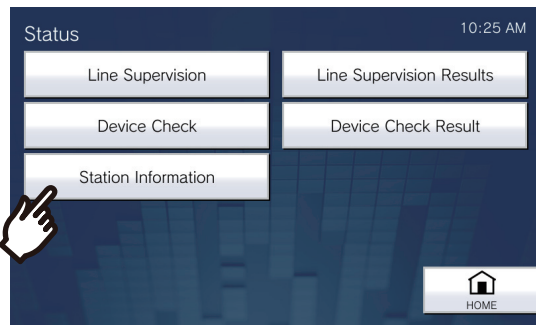 Status
10:25 AM
Line Supervision
Line Supervision Results
Device Check
Device Check Result
Station Information
HOME